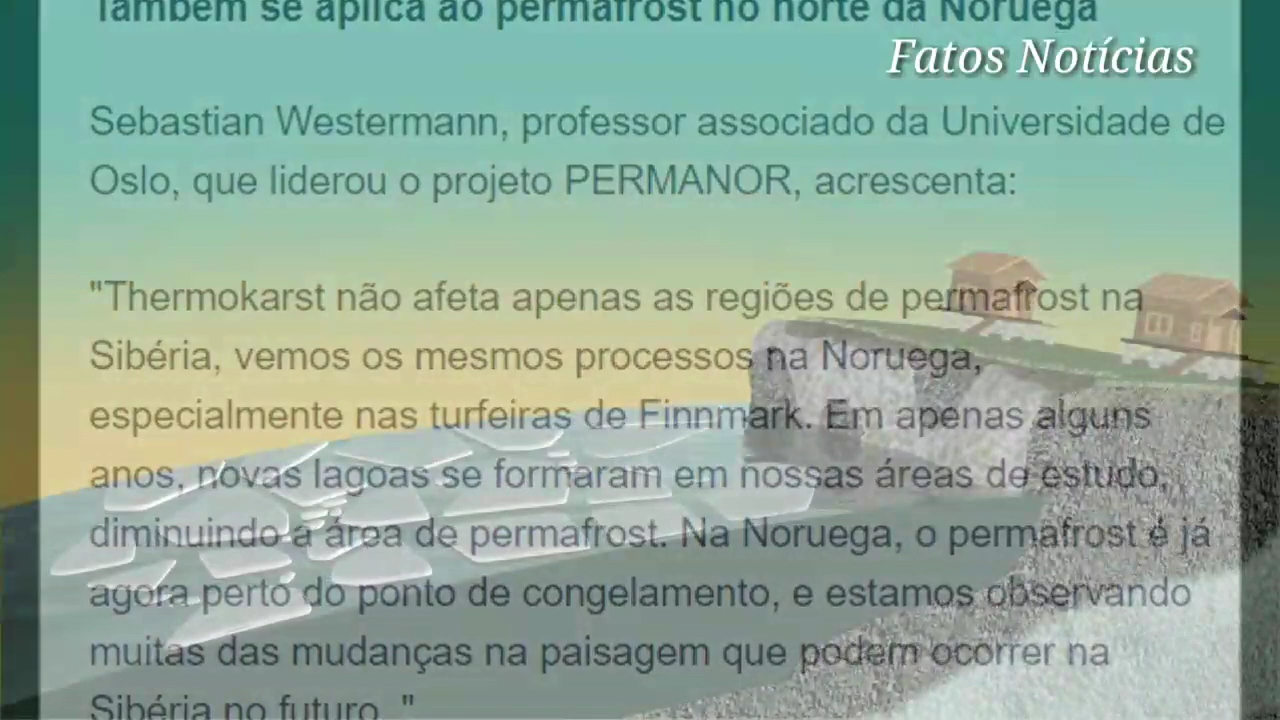 Também se aplica ao permafrost no norte da Noruega
Fatos Notícias
Sebastian Westermann, professor associado da Universidade de
Oslo, que liderou o projeto PERMANOR, acrescenta:
"Thermokarst não afeta apenas as regiões de permafrost na
Sibéria, vemos os mesmos processos na Noruega,
especialmente nas turfeiras de Finnmark. Em apenas alguns
anos, novas lagoas se formaram em nossas áreas de estudo,
diminuindo a área de permafrost. Na Noruega, o permafrost é já
agora perto do ponto de congelamento, e estamos observando
muitas das mudanças na paisagem que podem ocorrer na
Sibéria no futuro. "